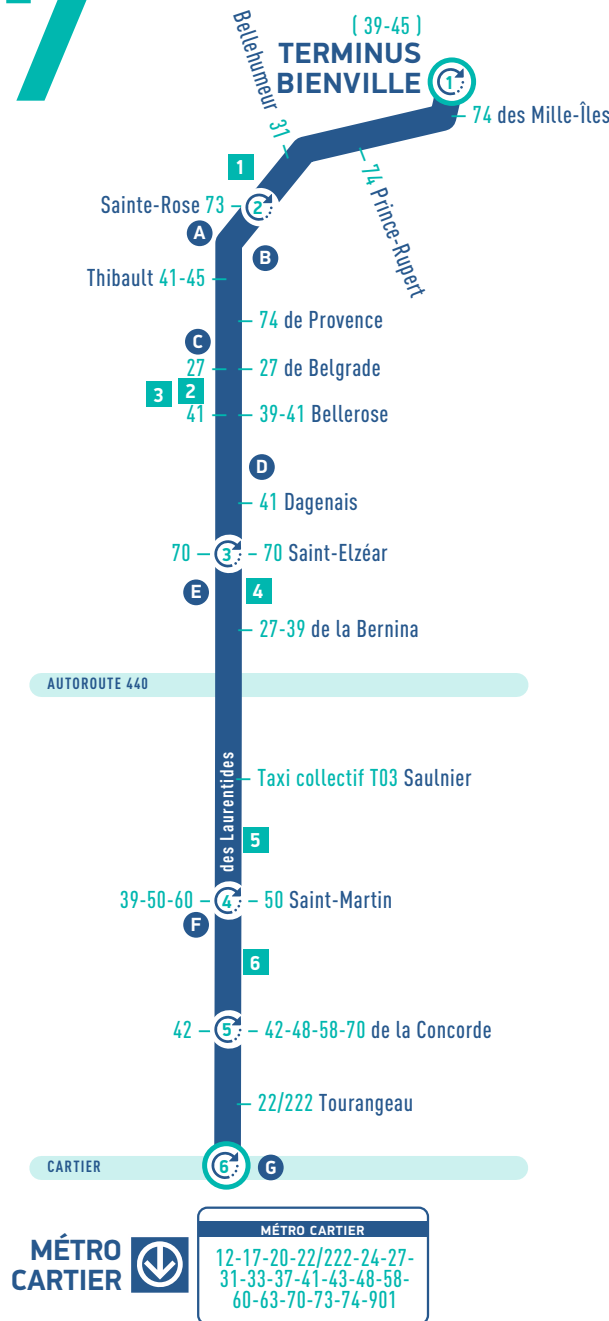 7
( 39-45 )
TERMINUS
BIENVILLE
1
Bellehumeur 31
74 des Mille-Îles
74 Prince-Rupert
1
Sainte-Rose 73
2
A
B
Thibault 41-45
74 de Provence
C
27
27 de Belgrade
3
2
41
39-41 Bellerose
D
41 Dagenais
70
3
70 Saint-Elzéar
E
4
27-39 de la Bernina
AUTOROUTE 440
des Laurentides
Taxi collectif T03 Saulnier
5
39-50-60
4
50 Saint-Martin
F
6
42
5
42-48-58-70 de la Concorde
22/222 Tourangeau
CARTIER
6
G
MÉTRO
CARTIER
MÉTRO CARTIER
12-17-20-22/222-24-27-
31-33-37-41-43-48-58-
60-63-70-73-74-901